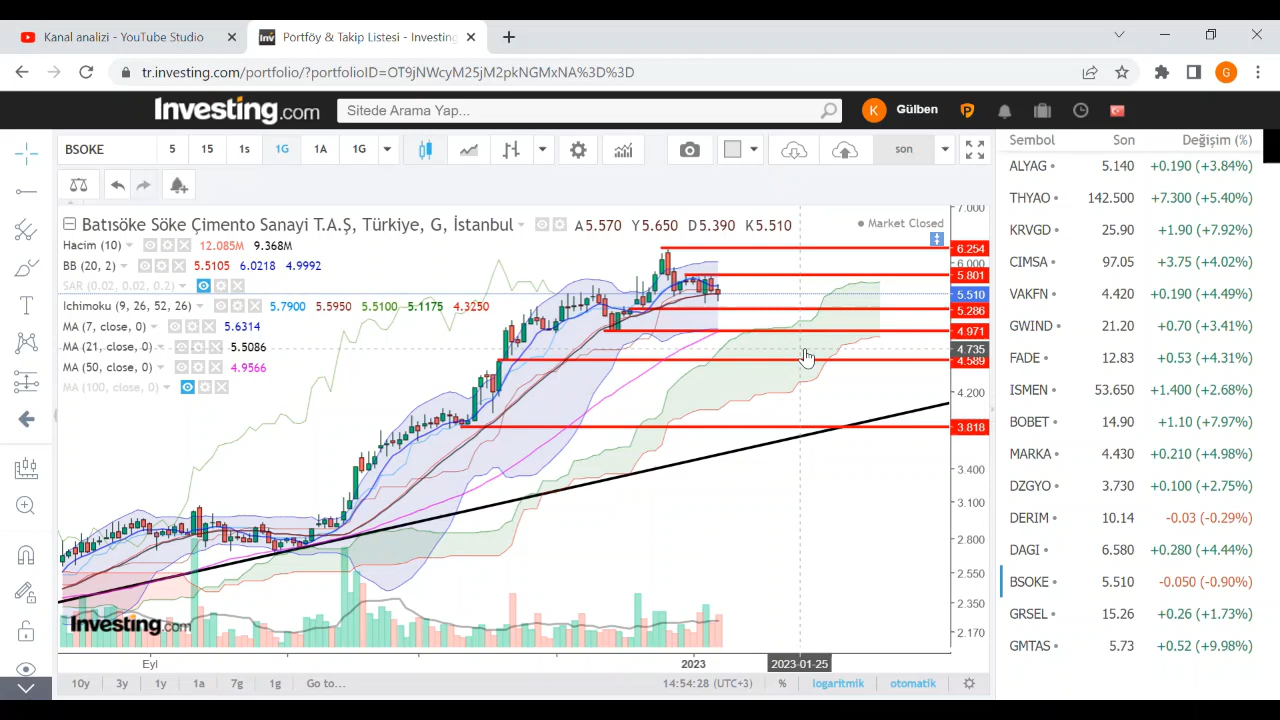 Kanal analizi - YouTube Studio
Portföy & Takip Listesi - Investing
tr.investing.com/portfolio/?portfolioID=OT9jNWcyM25jM2pkNGMxNA%3D%3D
G
Investing.com
Sitede Arama Yap...
K Gülben
BSOKE 5 15 1s 1G 1A 1G son
Sembol Son Değişim (%)
ALYAG 5.140 +0.190 (+3.84%)
THYAO 142.500 +7.300 (+5.40%)
KRVGD 25.90 +1.90 (+7.92%)
CIMSA 97.05 +3.75 (+4.02%)
VAKFN 4.420 +0.190 (+4.49%)
GWIND 21.20 +0.70 (+3.41%)
FADE 12.83 +0.53 (+4.31%)
ISMEN 53.650 +1.400 (+2.68%)
BOBET 14.90 +1.10 (+7.97%)
MARKA 4.430 +0.210 (+4.98%)
DZGYO 3.730 +0.100 (+2.75%)
DERIM 10.14 -0.03 (-0.29%)
DAGI 6.580 +0.280 (+4.44%)
BSOKE 5.510 -0.050 (-0.90%)
GRSEL 15.26 +0.26 (+1.73%)
GMTAS 5.73 +0.52 (+9.98%)
Batısöke Söke Çimento Sanayi T.A.Ş, Türkiye, G, İstanbul A5.570 Y5.650 D5.390 K5.510
Market Closed
Hacim (10) 12.085M 9.368M
BB (20, 2) 5.5105 6.0218 4.9992
SAR (0.02, 0.02, 0.2)
Ichimoku (9, 26, 52, 26) 5.7900 5.5950 5.5100 5.1175 4.3250
MA (7, close, 0) 5.6314
MA (21, close, 0) 5.5086
MA (50, close, 0) 4.9566
MA (100, close, 0)
7.000
6.254
6.000
5.801
5.510
5.286
4.971
4.735
4.589
4.200
3.818
3.400
3.100
2.800
2.550
2.350
2.170
Investing.com
Eyl 2023 2023-01-25
10y 3y 1y 1a 7g 1g Go to... 14:54:28 (UTC+3) % logaritmik otomatik